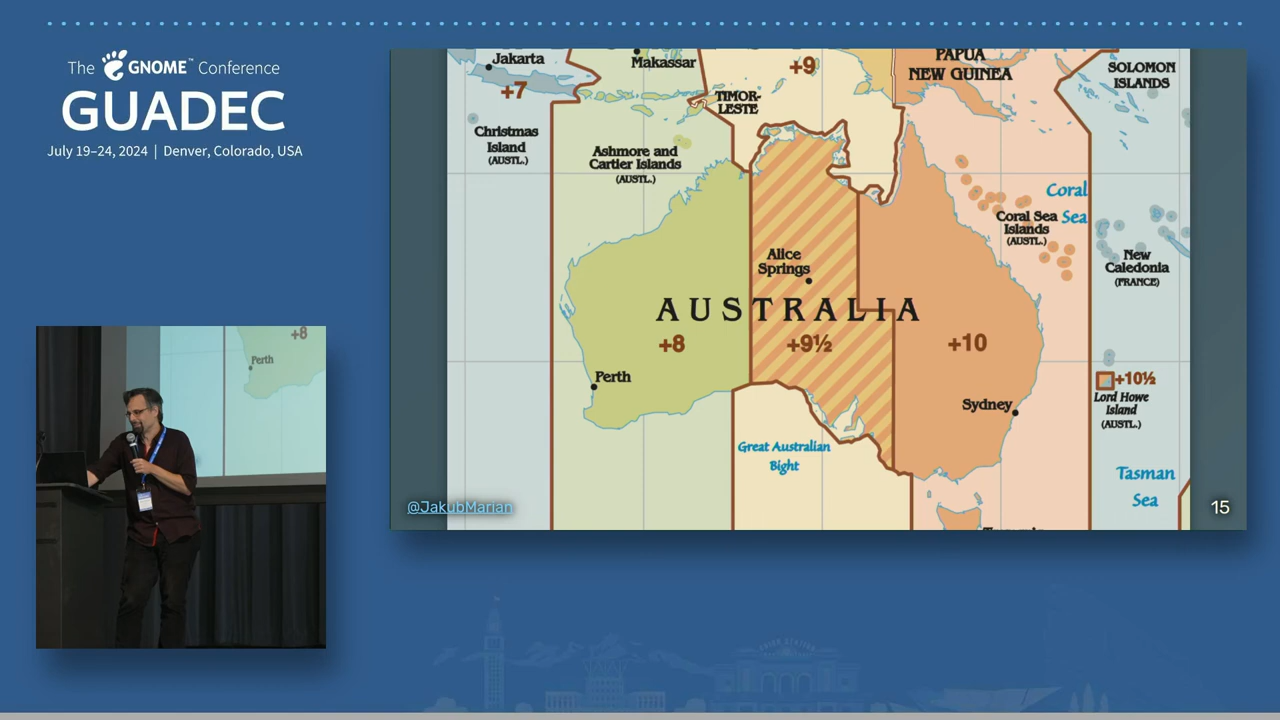 The GNOME™ Conference
GUADEC
July 19–24, 2024 | Denver, Colorado, USA
Jakarta
+7
Makassar
+9
PAPUA
NEW GUINEA
SOLOMON
ISLANDS
TIMOR-
LESTE
Christmas
Island
(AUSTL.)
Ashmore and
Cartier Islands
(AUSTL.)
Coral
Sea
Coral Sea
Islands
(AUSTL.)
New
Caledonia
(FRANCE)
Alice
Springs
AUSTRALIA
+8
+9½
+10
Perth
Sydney
+10½
Lord Howe
Island
(AUSTL.)
Great Australian
Bight
Tasman
Sea
@JakubMarian
15
+8
Perth